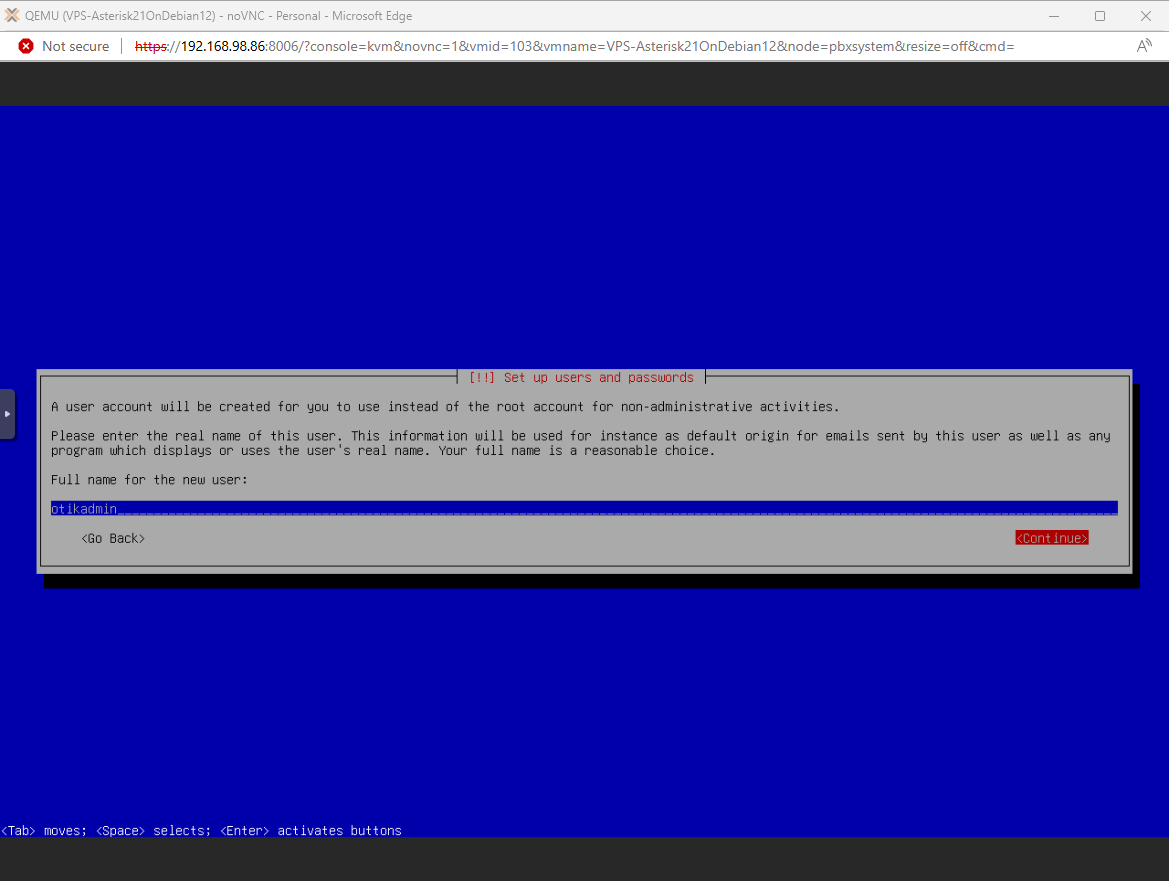 QEMU (VPS-Asterisk21OnDebian12) - noVNC - Personal - Microsoft Edge
Not secure | https://192.168.98.86:8006/?console=kvm&novnc=1&vmid=103&vmname=VPS-Asterisk21OnDebian12&node=pbxsystem&resize=off&cmd=
[!!] Set up users and passwords
A user account will be created for you to use instead of the root account for non-administrative activities.
Please enter the real name of this user. This information will be used for instance as default origin for emails sent by this user as well as any
program which displays or uses the user's real name. Your full name is a reasonable choice.
Full name for the new user:
otikadmin
<Go Back> <Continue>
<Tab> moves; <Space> selects; <Enter> activates buttons